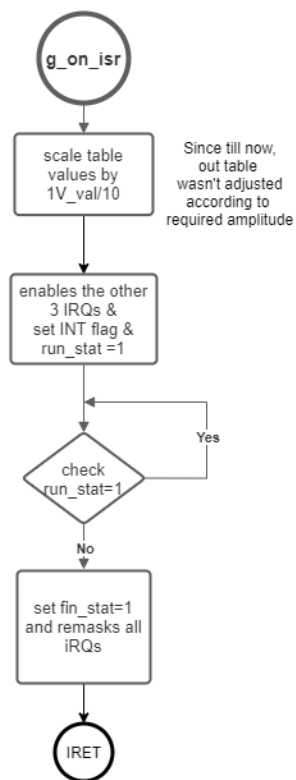 g_on_isr
scale table
values by
1V_val/10
Since till now,
out table
wasn't adjusted
according to
required amplitude
enables the other
3 IRQs &
set INT flag &
run_stat =1
Yes
check
run_stat=1
No
set fin_stat=1
and remasks all
iRQs
IRET